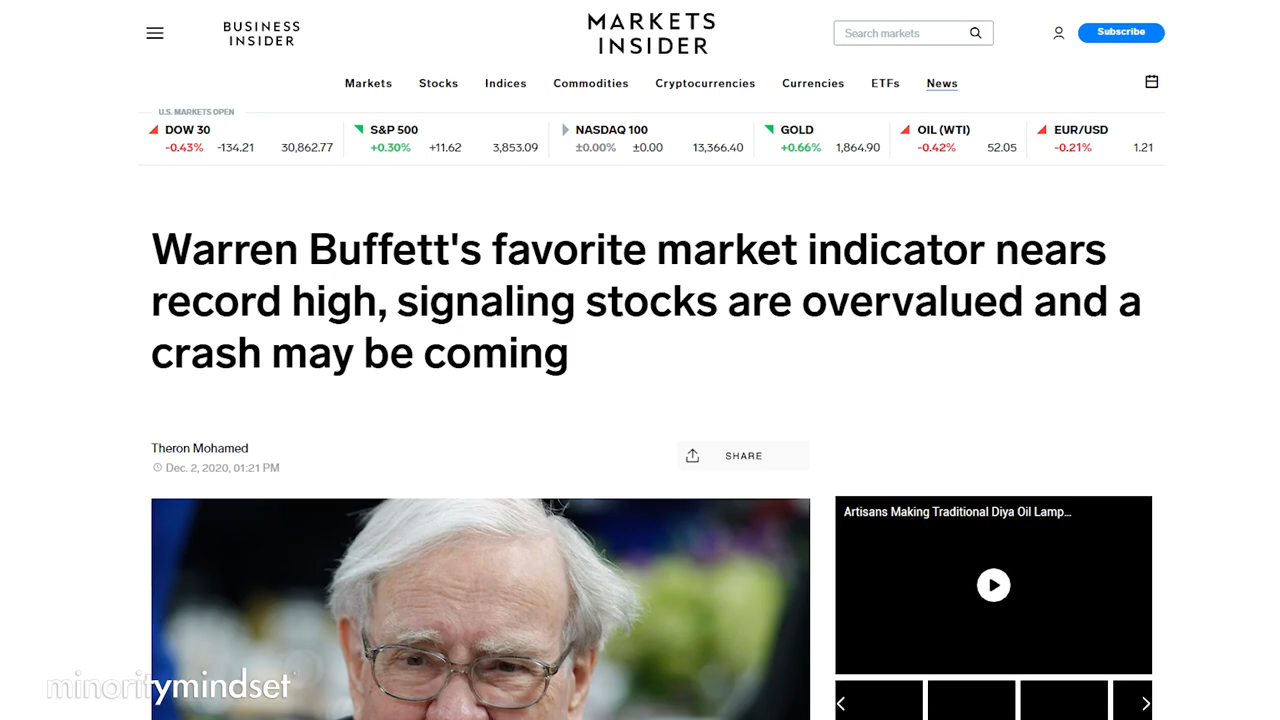 BUSINESS
INSIDER
MARKETS
INSIDER
Search markets
Subscribe
Markets Stocks Indices Commodities Cryptocurrencies Currencies ETFs News
U.S. MARKETS OPEN
DOW 30
-0.43% -134.21 30,862.77
S&P 500
+0.30% +11.62 3,853.09
NASDAQ 100
±0.00% ±0.00 13,366.40
GOLD
+0.66% 1,864.90
OIL (WTI)
-0.42% 52.05
EUR/USD
-0.21% 1.21
Warren Buffett's favorite market indicator nears
record high, signaling stocks are overvalued and a
crash may be coming
Theron Mohamed
Dec. 2, 2020, 01:21 PM
SHARE
Artisans Making Traditional Diya Oil Lamp...
minoritymindset